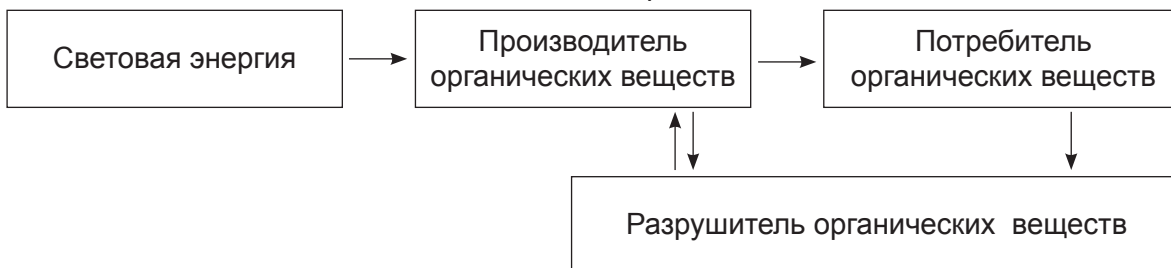 Световая энергия
Производитель
органических веществ
Потребитель
органических веществ
Разрушитель органических веществ